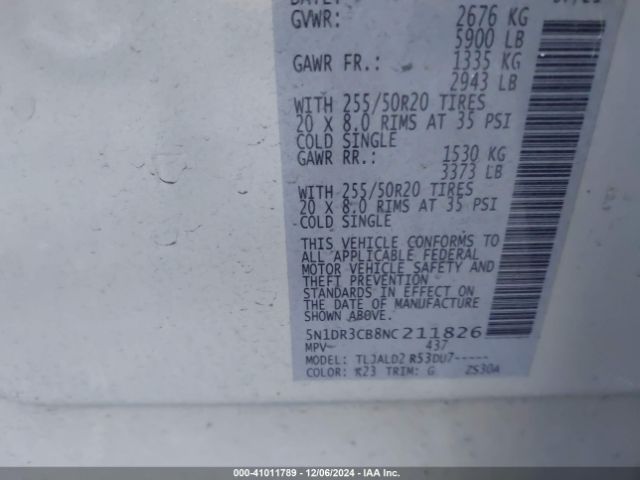 GVWR: 2676 KG
5900 LB
GAWR FR.: 1335 KG
2943 LB
WITH 255/50R20 TIRES
20 X 8.0 RIMS AT 35 PSI
COLD SINGLE
GAWR RR.: 1530 KG
3373 LB
WITH 255/50R20 TIRES
20 X 8.0 RIMS AT 35 PSI
COLD SINGLE
THIS VEHICLE CONFORMS TO
ALL APPLICABLE FEDERAL
MOTOR VEHICLE SAFETY AND
THEFT PREVENTION
STANDARDS IN EFFECT ON
THE DATE OF MANUFACTURE
SHOWN ABOVE.
5N1DR3CB8NC211826
MPV 437
MODEL: TLJALD2 R53DU7-----
COLOR: K23 TRIM: G ZS30A
000-41011789 - 12/06/2024 - IAA Inc.